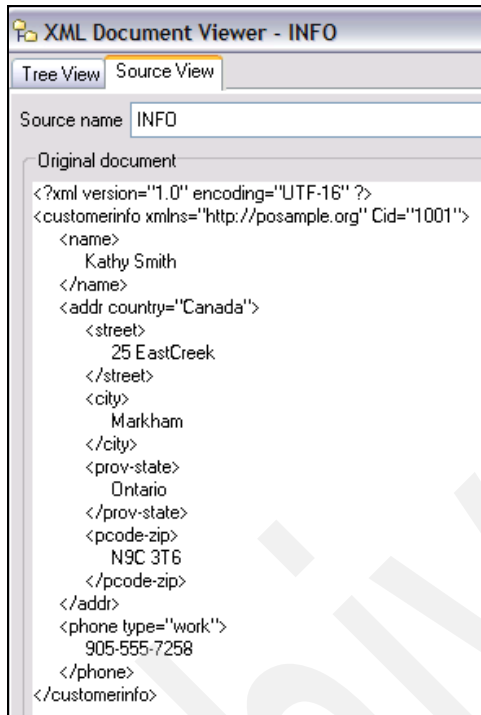 XML Document Viewer - INFO
Tree View Source View
Source name INFO
Original document
<?xml version="1.0" encoding="UTF-16" ?>
<customerinfo xmlns="http://posample.org" Cid="1001">
<name>
Kathy Smith
</name>
<addr country="Canada">
<street>
25 EastCreek
</street>
<city>
Markham
</city>
<prov-state>
Ontario
</prov-state>
<pcode-zip>
N9C 3T6
</pcode-zip>
</addr>
<phone type="work">
905-555-7258
</phone>
</customerinfo>